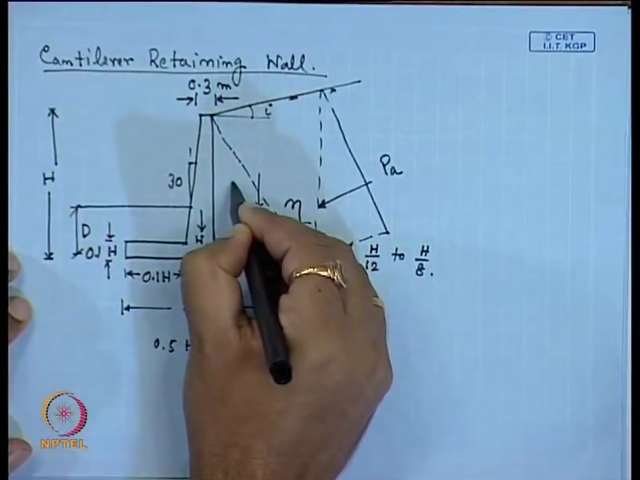 © CET
I.I.T. KGP
Cantilever Retaining Wall.
0.3 m
i
H
30
1
Pa
η
D
0.1
H
H
H/12 to H/8.
0.1H
0.5 H
NPTEL